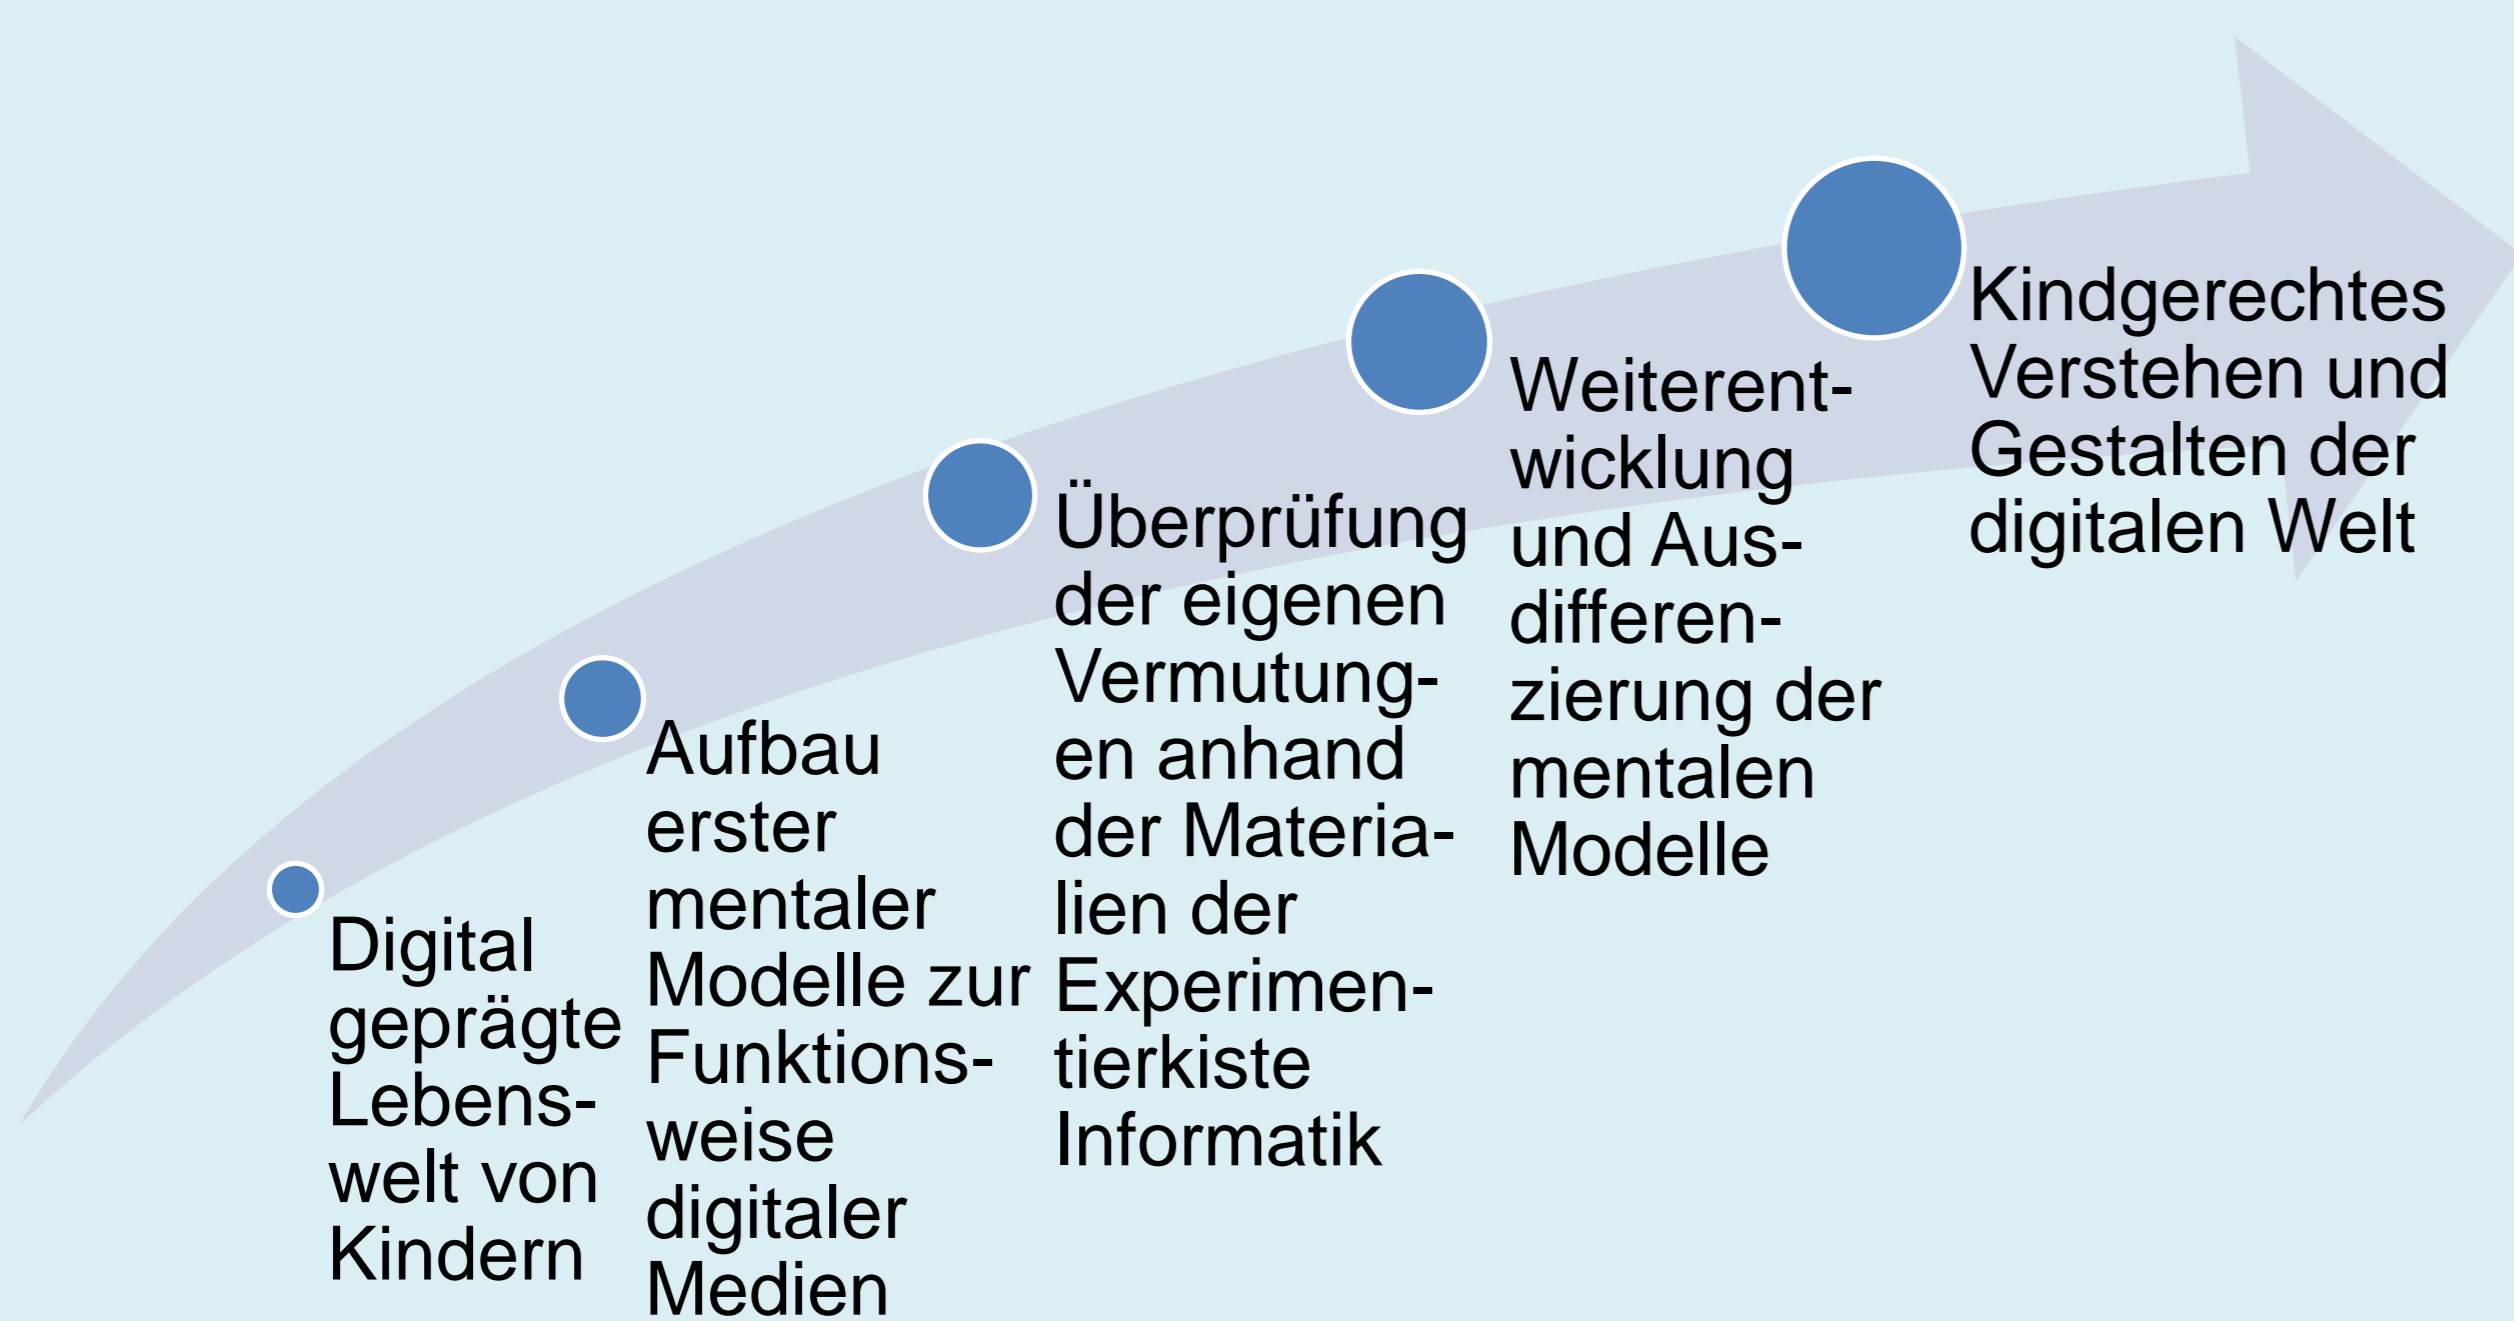 Digital
geprägte
Lebens-
welt von
Kindern
Aufbau
erster
mentaler
Modelle zur
Funktions-
weise
digitaler
Medien
Überprüfung
der eigenen
Vermutung-
en anhand
der Materia-
lien der
Experimen-
tierkiste
Informatik
Weiterent-
wicklung
und Aus-
differen-
zierung der
mentalen
Modelle
Kindgerechtes
Verstehen und
Gestalten der
digitalen Welt